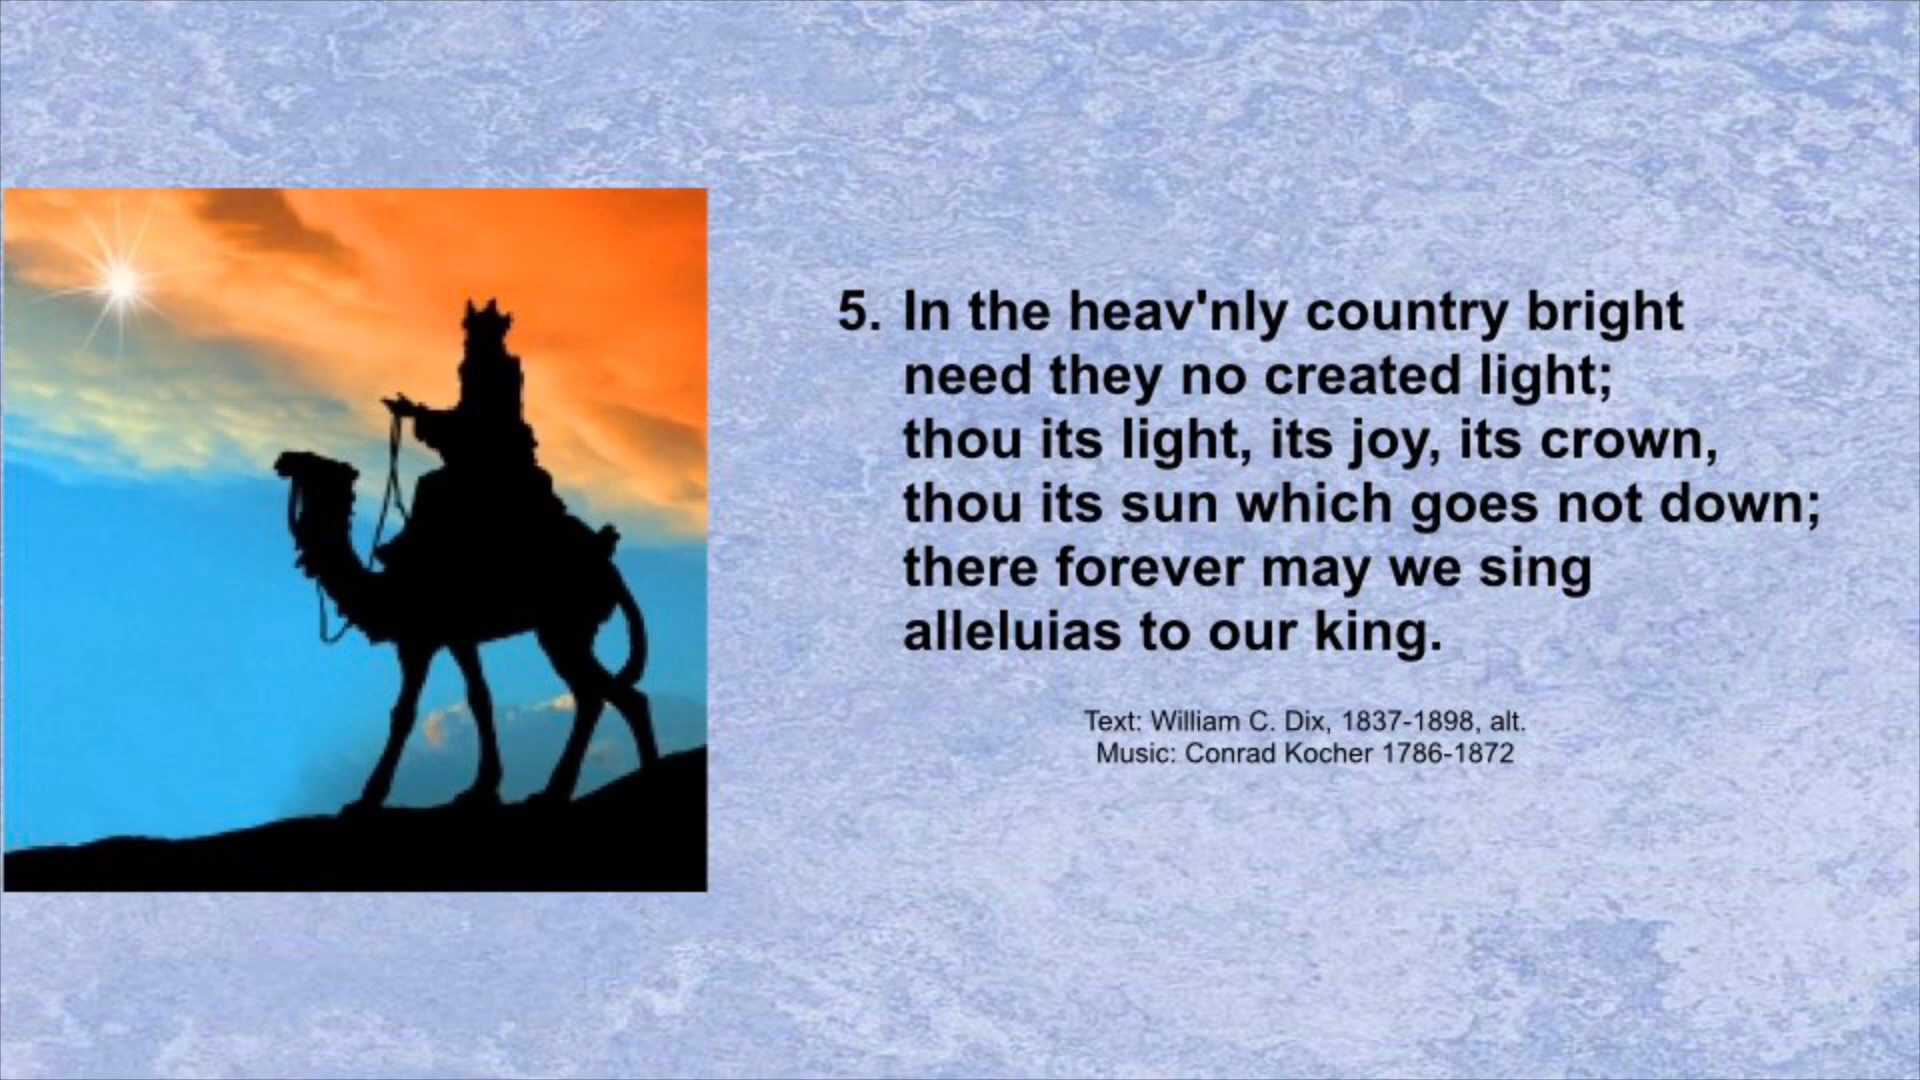 5. In the heav'nly country bright
need they no created light;
thou its light, its joy, its crown,
thou its sun which goes not down;
there forever may we sing
alleluias to our king.
Text: William C. Dix, 1837-1898, alt.
Music: Conrad Kocher 1786-1872